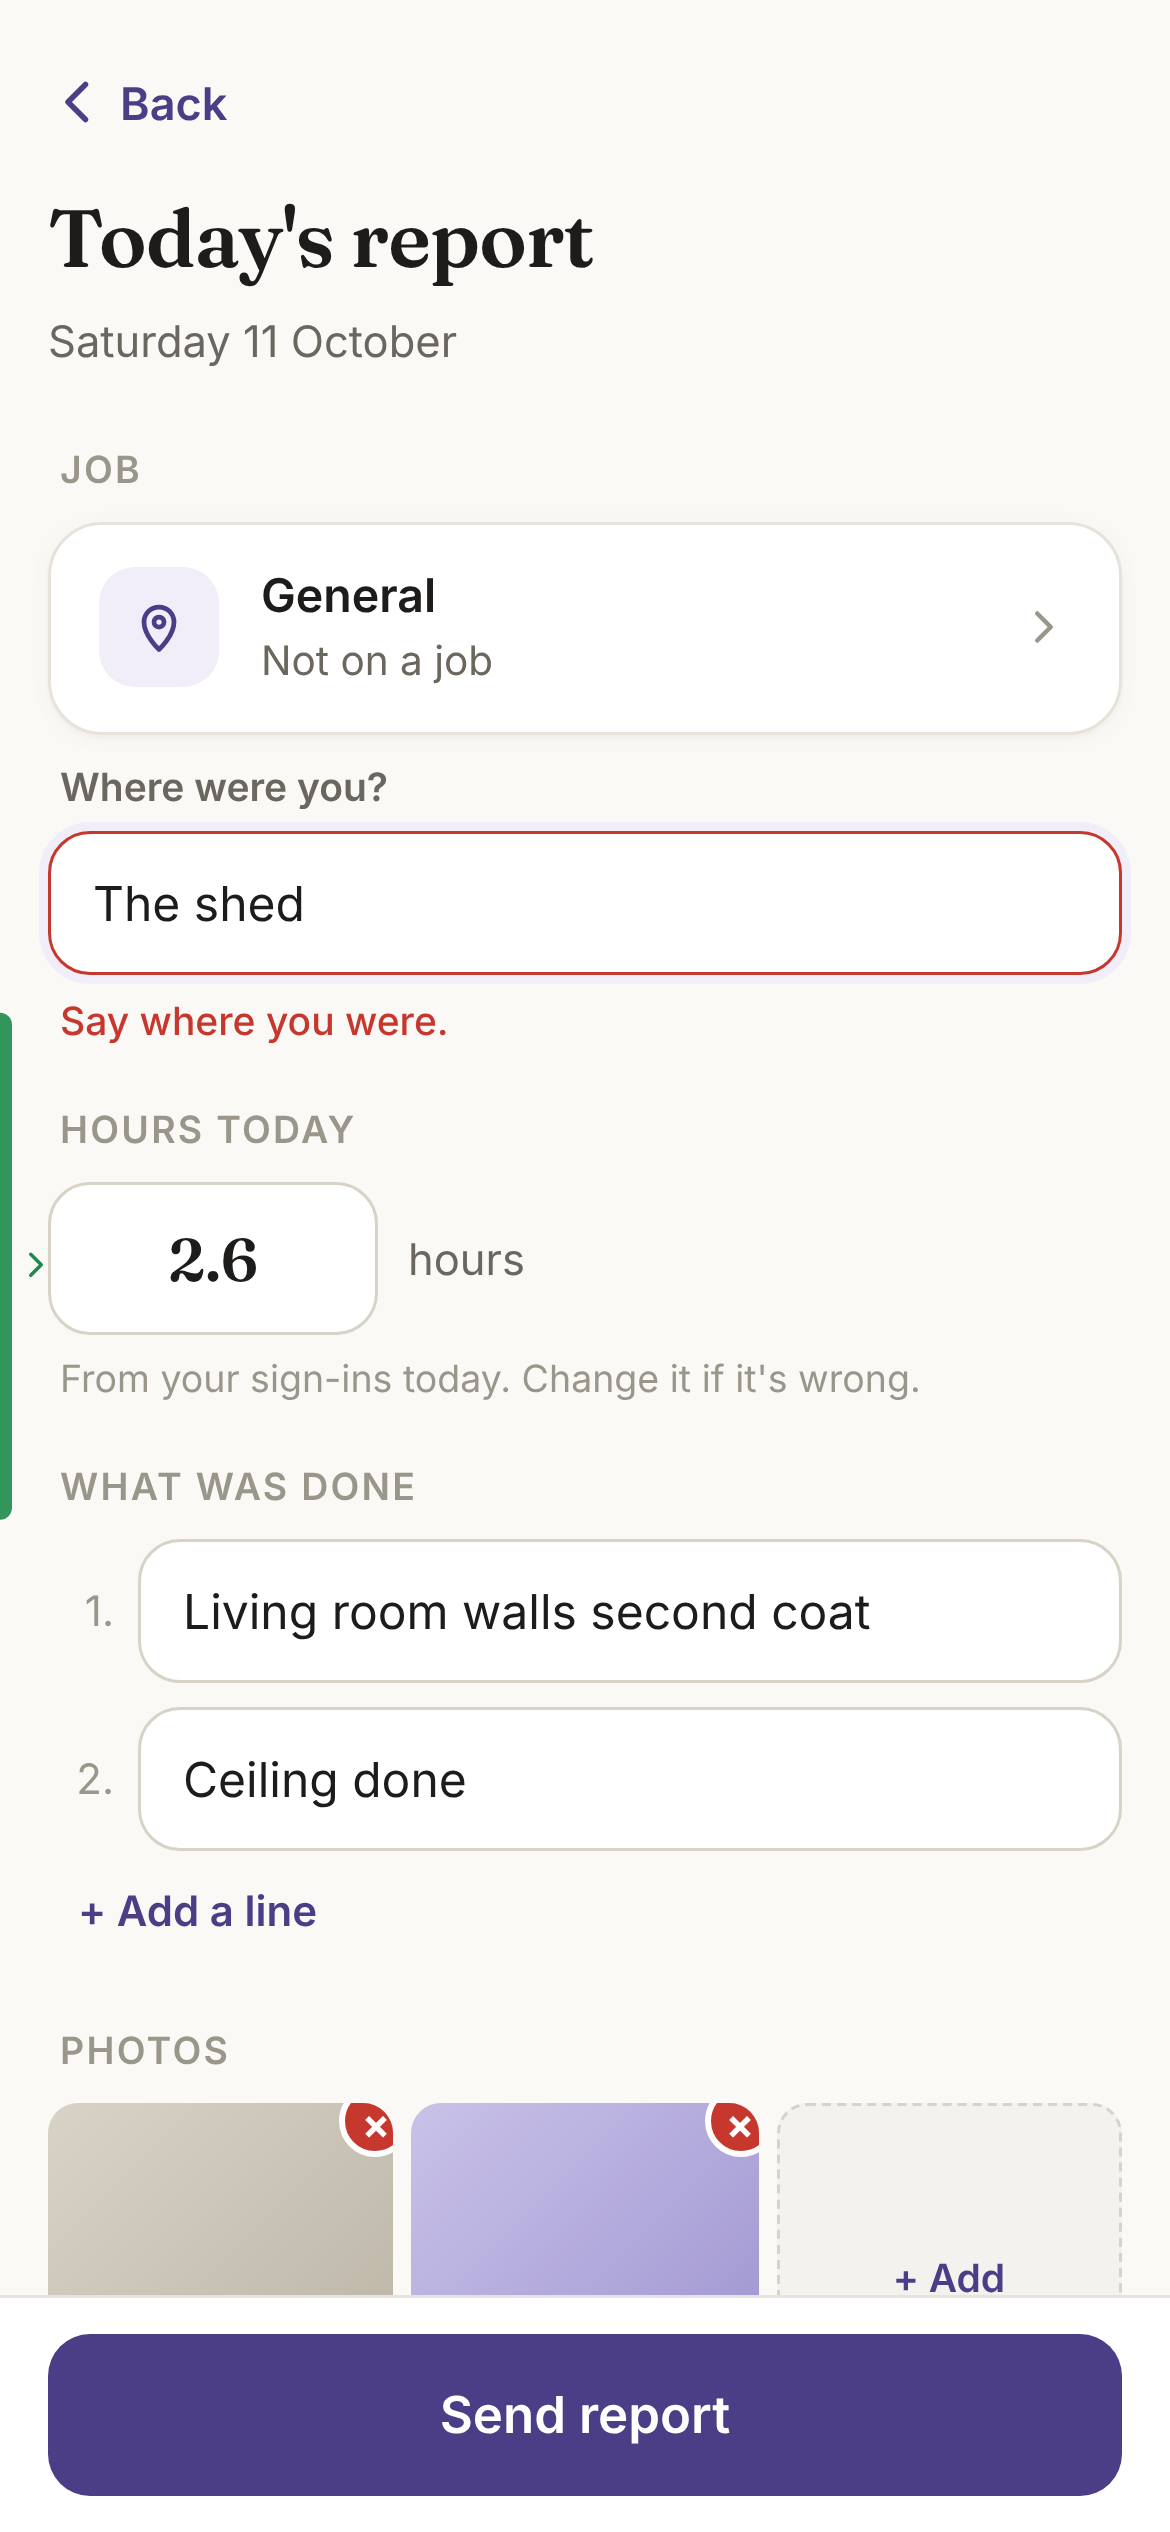 Back
Today's report
Saturday 11 October
JOB
General
Not on a job
Where were you?
The shed
Say where you were.
HOURS TODAY
2.6 hours
From your sign-ins today. Change it if it's wrong.
WHAT WAS DONE
1. Living room walls second coat
2. Ceiling done
+ Add a line
PHOTOS
+ Add
Send report